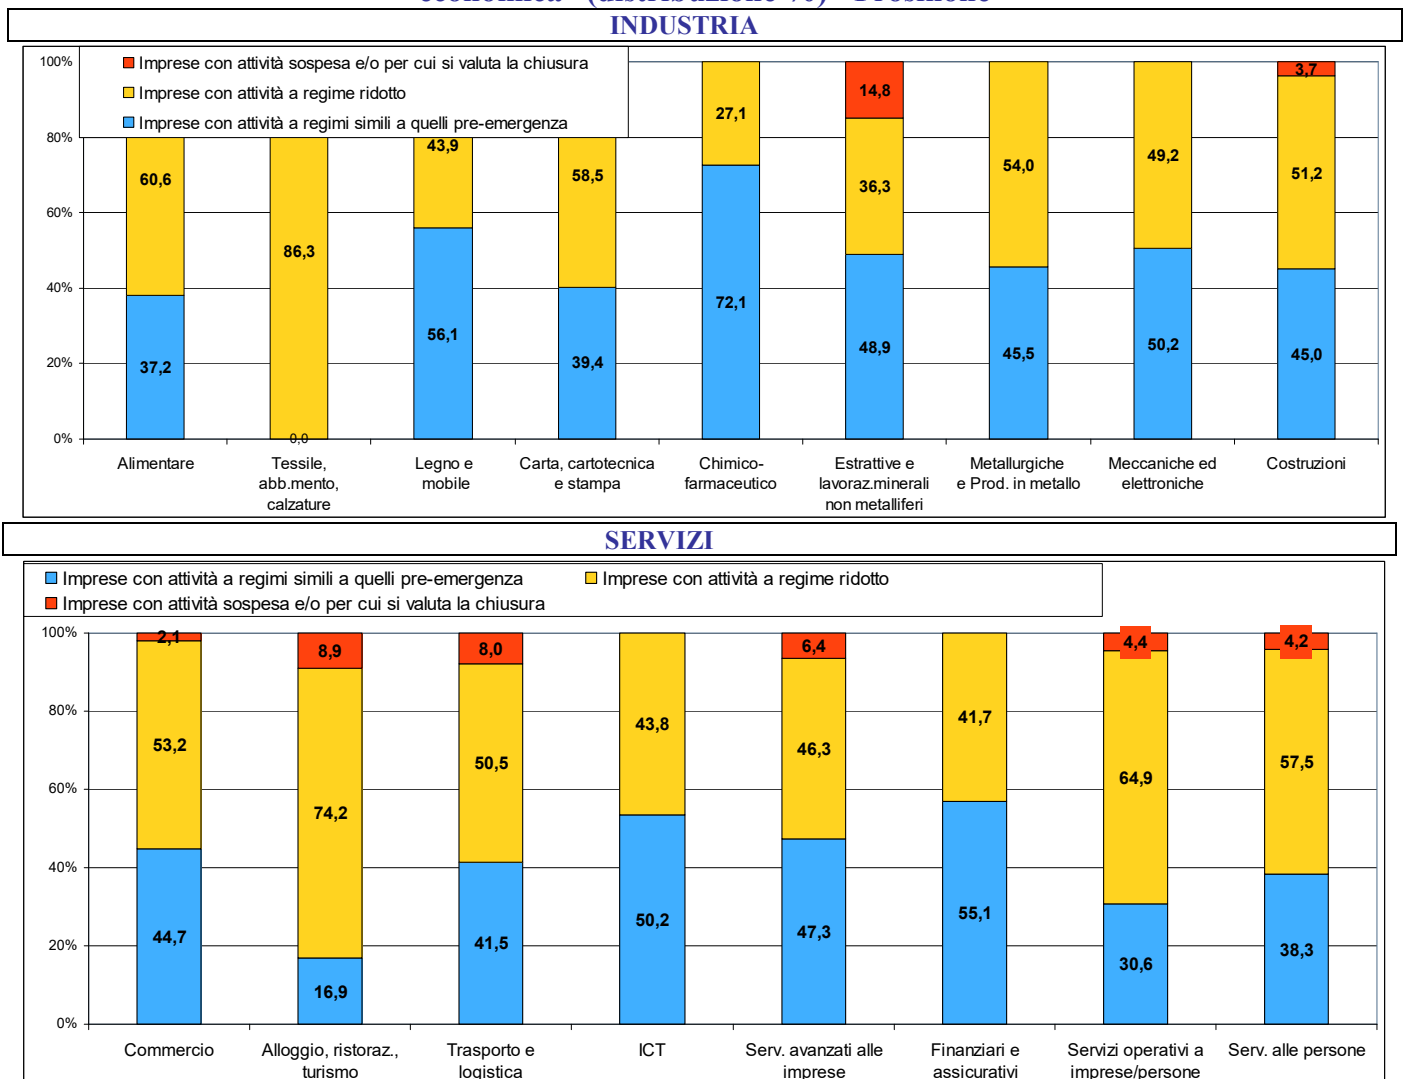 economica (distribuzione %) - Frosinone
INDUSTRIA
Imprese con attività sospesa e/o per cui si valuta la chiusura
Imprese con attività a regime ridotto
Imprese con attività a regimi simili a quelli pre-emergenza
100%
80%
60%
40%
20%
0%
14,8
3,7
60,6
86,3
43,9
58,5
27,1
36,3
54,0
49,2
51,2
37,2
0,0
56,1
39,4
72,1
48,9
45,5
50,2
45,0
Alimentare
Tessile,
abb.mento,
calzature
Legno e
mobile
Carta, cartotecnica
e stampa
Chimico-
farmaceutico
Estrattive e
lavoraz.minerali
non metalliferi
Metallurgiche
e Prod. in metallo
Meccaniche ed
elettroniche
Costruzioni
SERVIZI
Imprese con attività a regimi simili a quelli pre-emergenza
Imprese con attività a regime ridotto
Imprese con attività sospesa e/o per cui si valuta la chiusura
100%
80%
60%
40%
20%
0%
2,1
8,9
8,0
6,4
4,4
4,2
53,2
74,2
50,5
43,8
46,3
41,7
64,9
57,5
44,7
16,9
41,5
50,2
47,3
55,1
30,6
38,3
Commercio
Alloggio, ristoraz.,
turismo
Trasporto e
logistica
ICT
Serv. avanzati alle
imprese
Finanziari e
assicurativi
Servizi operativi a
imprese/persone
Serv. alle persone